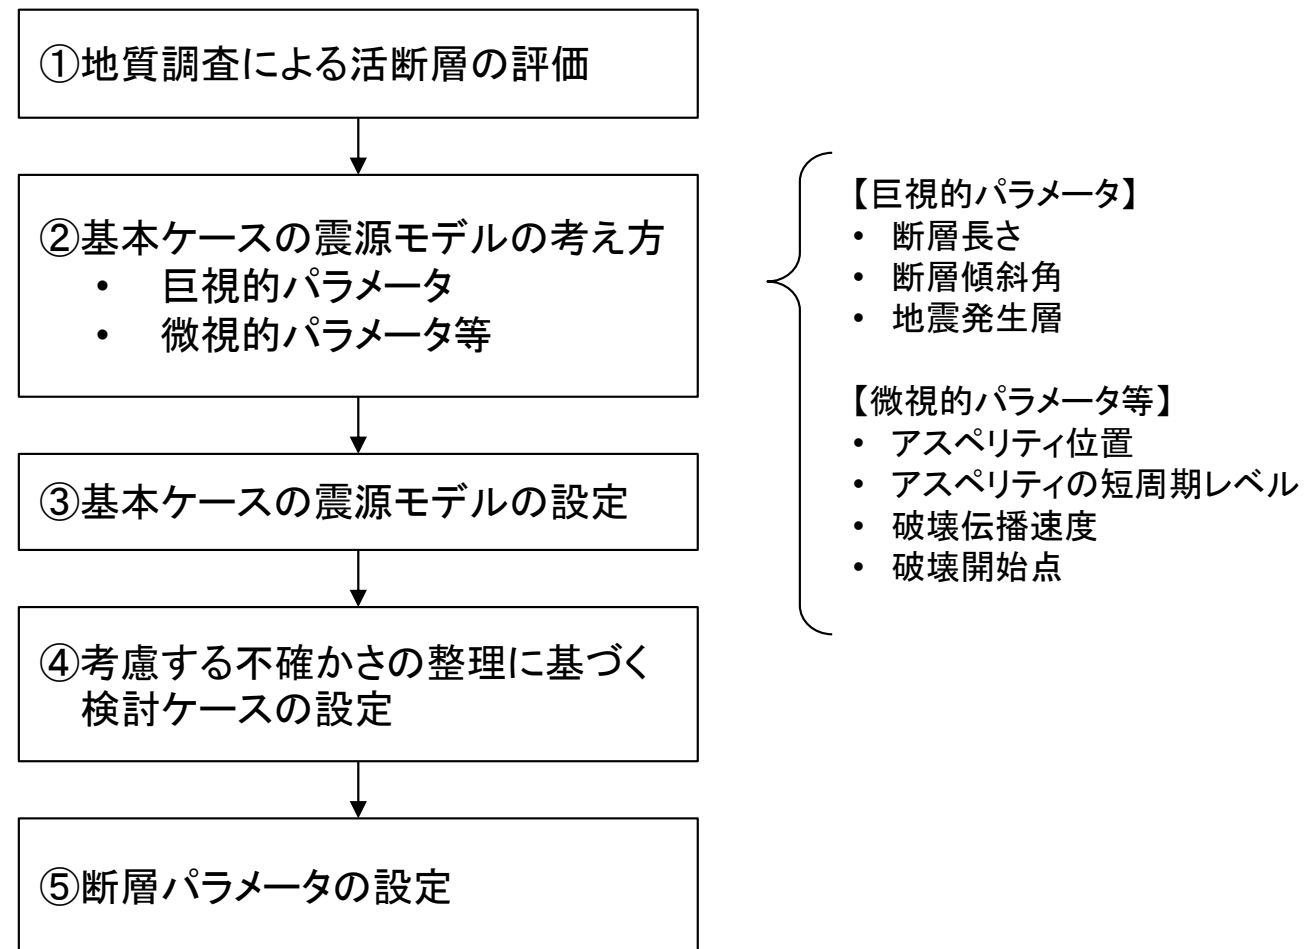 ①地質調査による活断層の評価
②基本ケースの震源モデルの考え方
• 巨視的パラメータ
• 微視的パラメータ等
③基本ケースの震源モデルの設定
④考慮する不確かさの整理に基づく
検討ケースの設定
⑤断層パラメータの設定
【巨視的パラメータ】
• 断層長さ
• 断層傾斜角
• 地震発生層
【微視的パラメータ等】
• アスペリティ位置
• アスペリティの短周期レベル
• 破壊伝播速度
• 破壊開始点